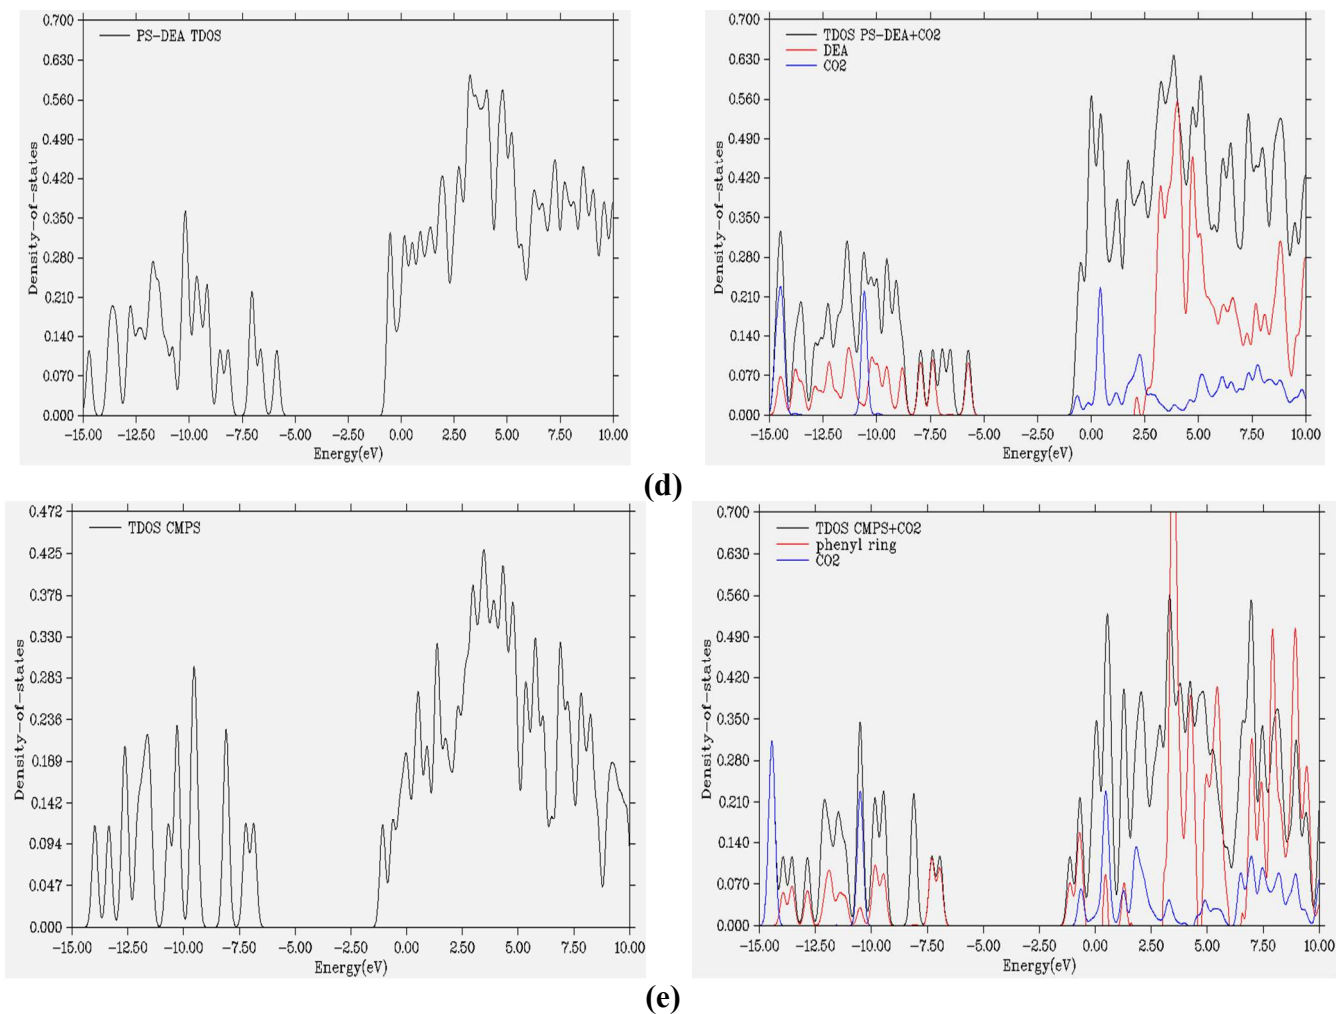 0.700
0.630
0.560
0.490
0.420
0.350
0.280
0.210
0.140
0.070
0.000
Density-of-states
PS-DEA TDOS
-15.00 -12.50 -10.00 -7.50 -5.00 -2.50 0.00 2.50 5.00 7.50 10.00
Energy(eV)
0.700
0.630
0.560
0.490
0.420
0.350
0.280
0.210
0.140
0.070
0.000
Density-of-states
TDOS PS-DEA+CO2
DEA
CO2
-15.00 -12.50 -10.00 -7.50 -5.00 -2.50 0.00 2.50 5.00 7.50 10.00
Energy(eV)
(d)
0.472
0.425
0.378
0.330
0.283
0.236
0.189
0.142
0.094
0.047
0.000
Density-of-states
TDOS CMPS
-15.00 -12.50 -10.00 -7.50 -5.00 -2.50 0.00 2.50 5.00 7.50 10.00
Energy(eV)
0.700
0.630
0.560
0.490
0.420
0.350
0.280
0.210
0.140
0.070
0.000
Density-of-states
TDOS CMPS+CO2
phenyl ring
CO2
-15.00 -12.50 -10.00 -7.50 -5.00 -2.50 0.00 2.50 5.00 7.50 10.00
Energy(eV)
(e)